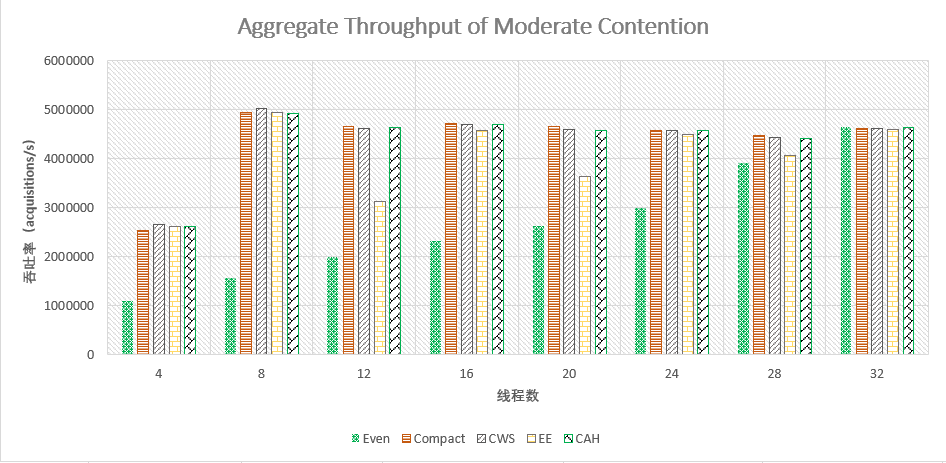 Aggregate Throughput of Moderate Contention
6000000
5000000
4000000
3000000
2000000
1000000
0
吞吐率（acquisitions/s）
4 8 12 16 20 24 28 32
线程数
Even Compact CWS EE CAH